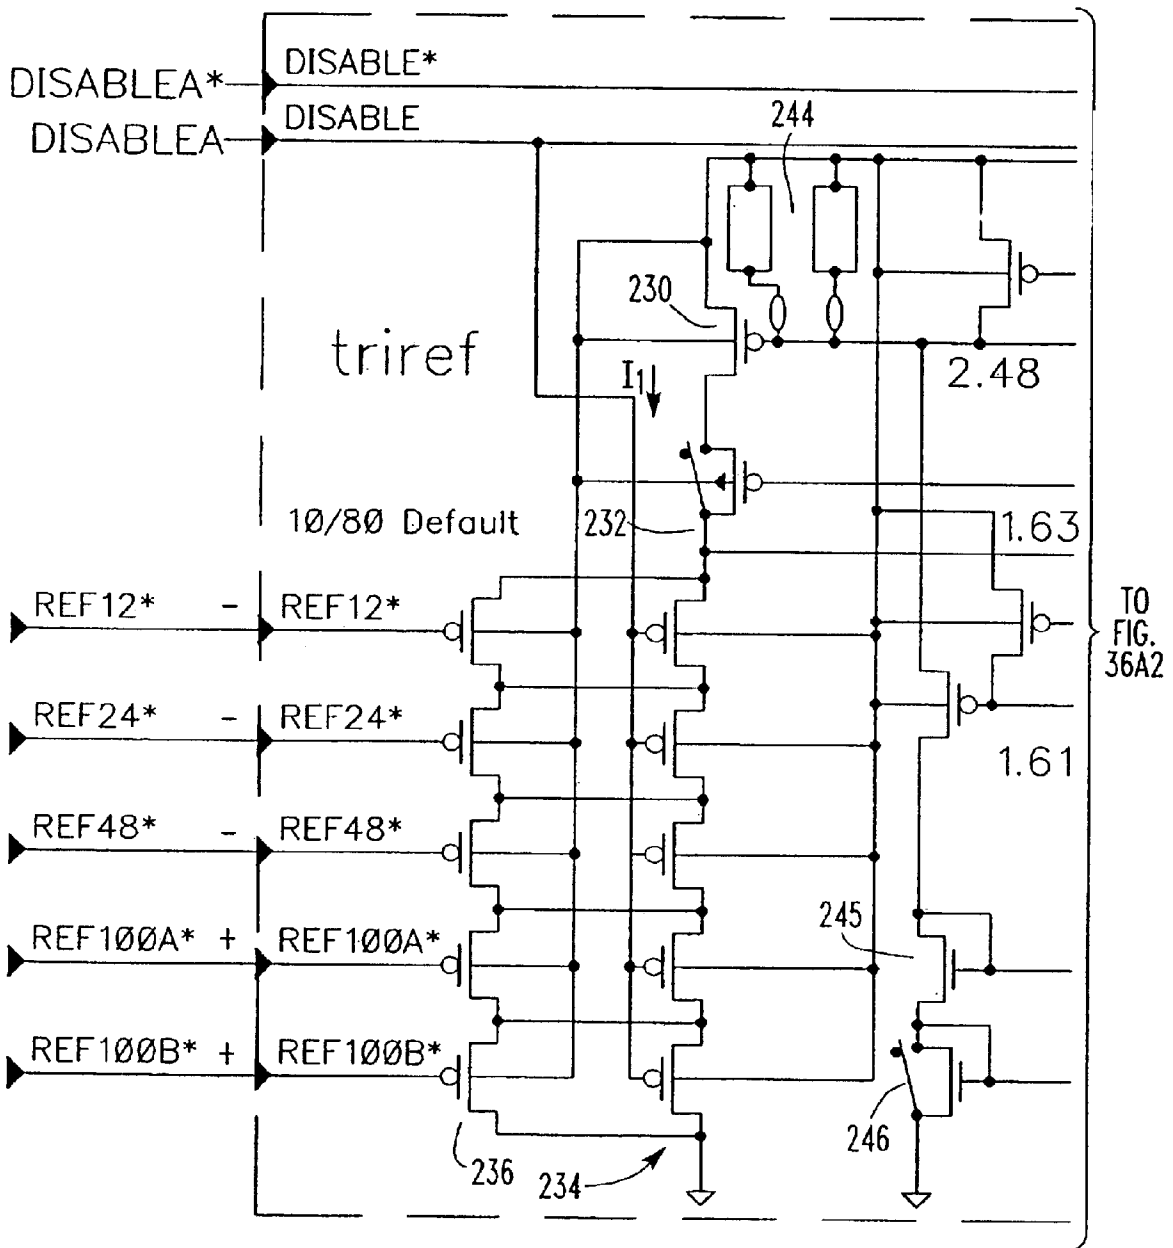 DISABLEA*
DISABLE*
DISABLEA
DISABLE
244
230
triref
I1
2.48
10/80 Default
232
1.63
REF12* -
REF12*
TO
FIG.
36A2
REF24* -
REF24*
1.61
REF48* -
REF48*
245
REF100A* +
REF100A*
REF100B* +
REF100B*
246
236
234